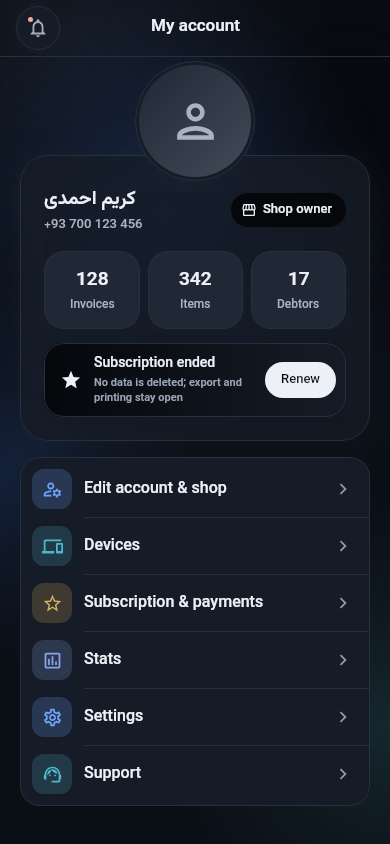 My account
کریم احمدی
+93 700 123 456
Shop owner
128
Invoices
342
Items
17
Debtors
Subscription ended
No data is deleted; export and
printing stay open
Renew
Edit account & shop
Devices
Subscription & payments
Stats
Settings
Support